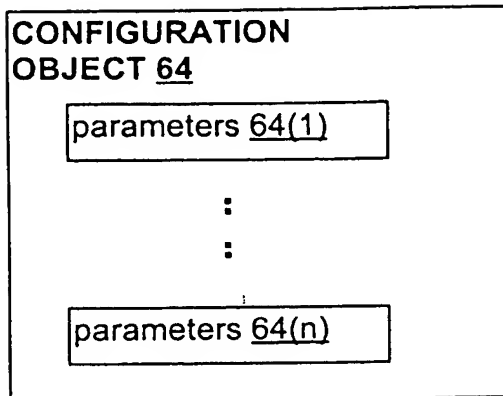 CONFIGURATION
OBJECT 64
parameters 64(1)
:
:
parameters 64(n)